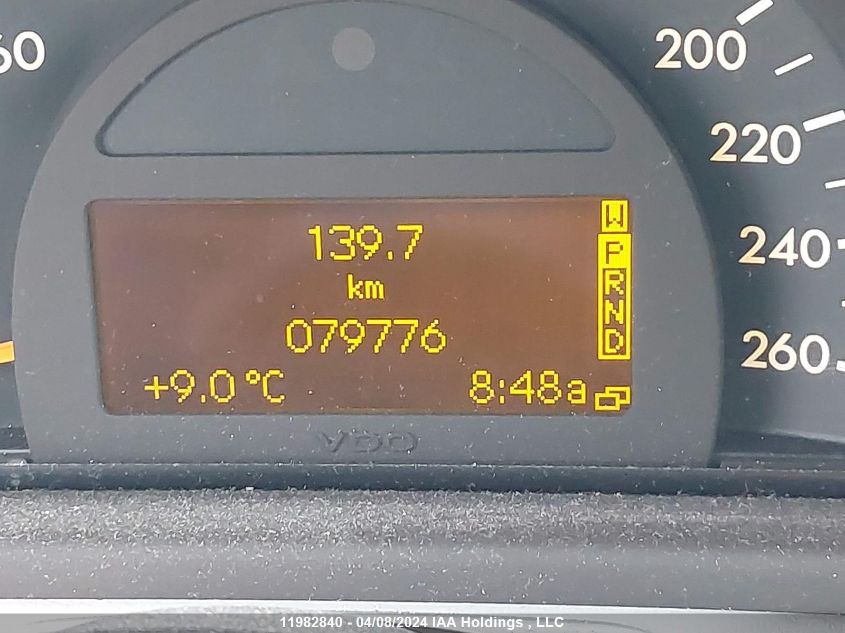 60
200
220
240
260
139.7
km
079776
+9.0 °C
8:48a
W
P
R
N
D
VDO
11982840 - 04/08/2024 IAA Holdings , LLC